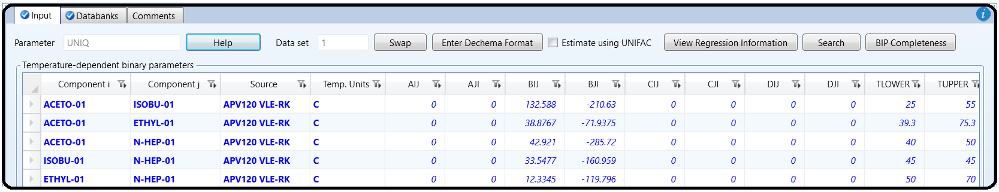 Input Databanks Comments
Parameter UNIQ Help Data set 1 Swap Enter Dechema Format Estimate using UNIFAC View Regression Information Search BIP Completeness
Temperature-dependent binary parameters
Component i Component j Source Temp. Units AIJ AJI BIJ BJI CIJ CJI DIJ DJI TLOWER TUPPER
ACETO-01 ISOBU-01 APV120 VLE-RK C 0 0 132.588 -210.63 0 0 0 0 25 55
ACETO-01 ETHYL-01 APV120 VLE-RK C 0 0 38.8767 -71.9375 0 0 0 0 39.3 75.3
ACETO-01 N-HEP-01 APV120 VLE-RK C 0 0 42.921 -285.72 0 0 0 0 40 50
ISOBU-01 N-HEP-01 APV120 VLE-RK C 0 0 33.5477 -160.959 0 0 0 0 45 45
ETHYL-01 N-HEP-01 APV120 VLE-RK C 0 0 12.3345 -119.796 0 0 0 0 50 70